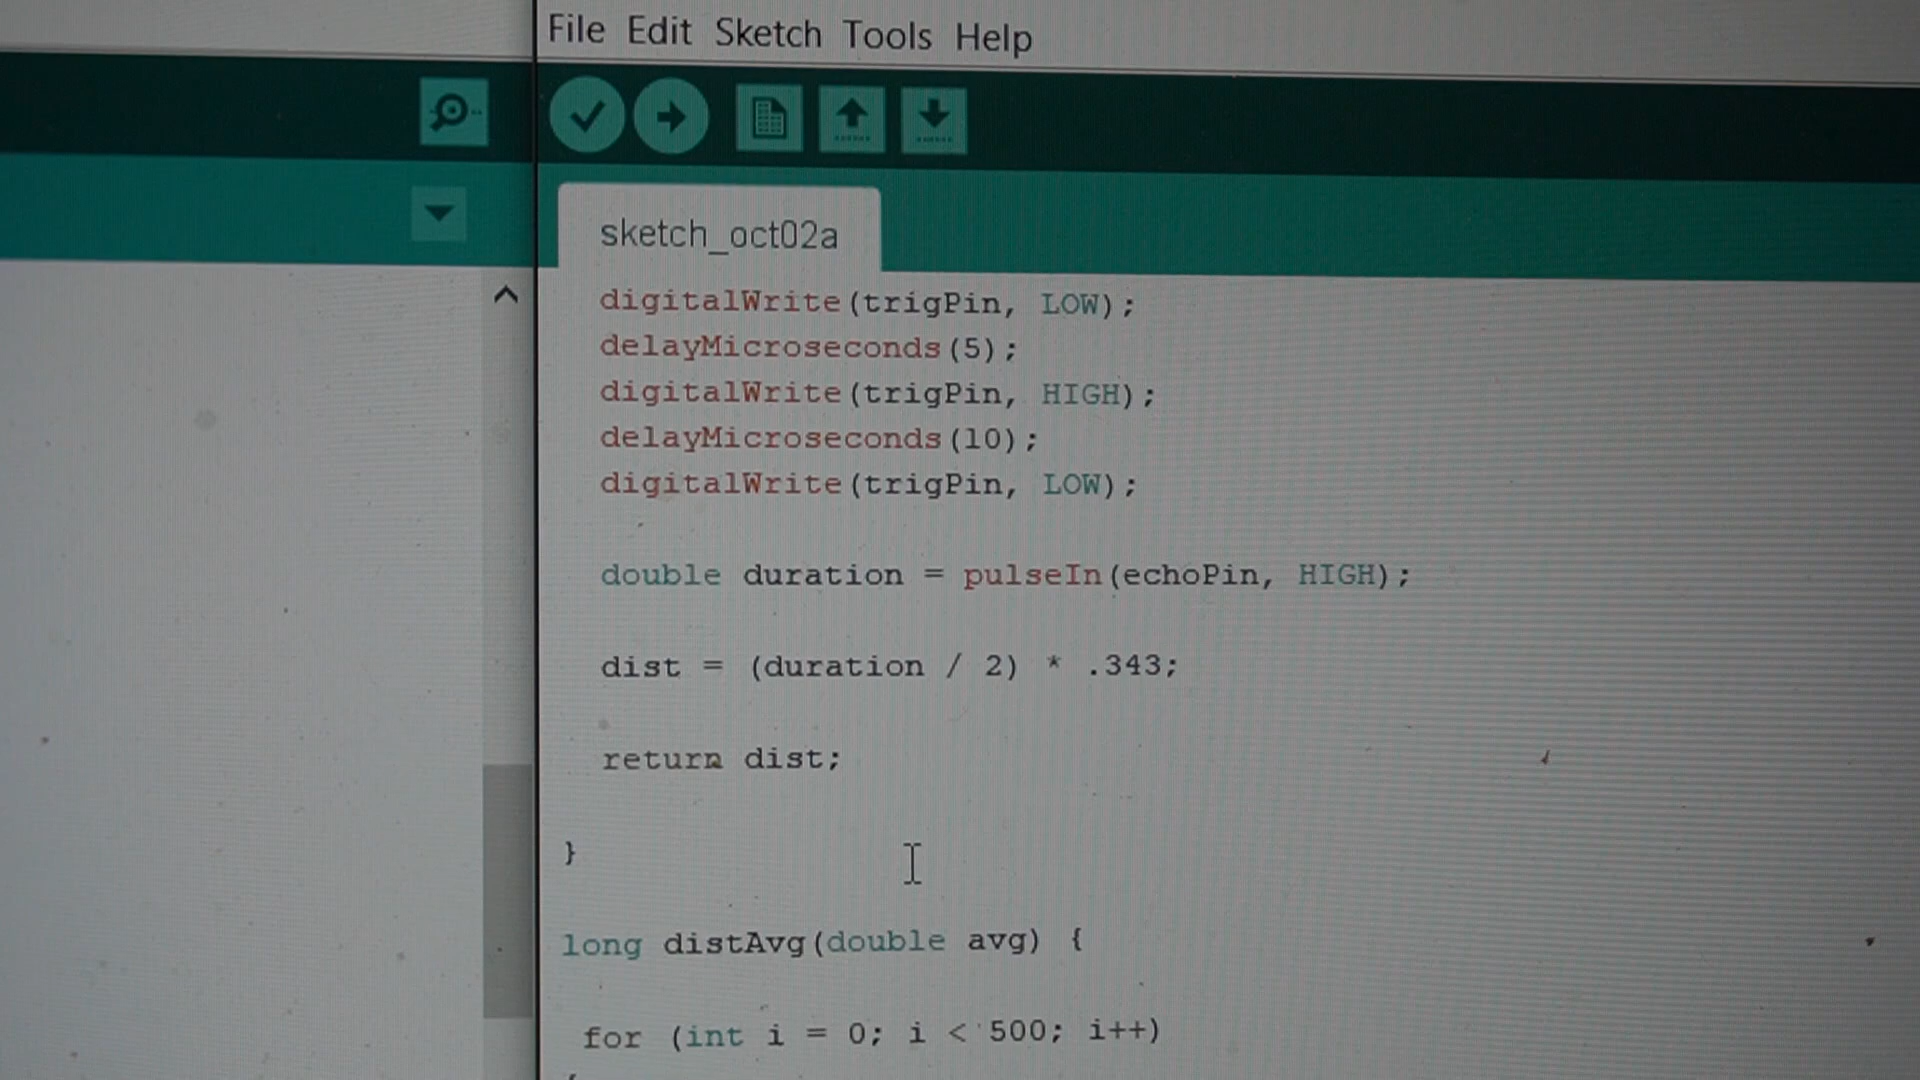 File Edit Sketch Tools Help
sketch_oct02a
digitalWrite(trigPin, LOW);
delayMicroseconds(5);
digitalWrite(trigPin, HIGH);
delayMicroseconds(10);
digitalWrite(trigPin, LOW);
double duration = pulseIn(echoPin, HIGH);
dist = (duration / 2) * .343;
return dist;
}
long distAvg(double avg) {
for (int i = 0; i < 500; i++)
{